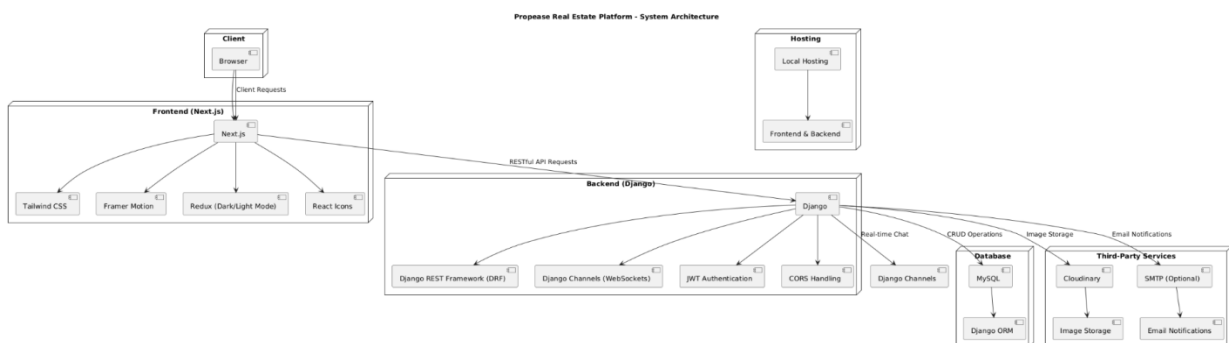 Propease Real Estate Platform - System Architecture
Client
Browser
Client Requests
Hosting
Local Hosting
Frontend & Backend
Frontend (Next.js)
Next.js
Tailwind CSS
Framer Motion
Redux (Dark/Light Mode)
React Icons
RESTful API Requests
Backend (Django)
Django
Django REST Framework (DRF)
Django Channels (WebSockets)
JWT Authentication
CORS Handling
Real-time Chat
Django Channels
CRUD Operations
Database
MySQL
Django ORM
Image Storage
Email Notifications
Third-Party Services
Cloudinary
SMTP (Optional)
Image Storage
Email Notifications